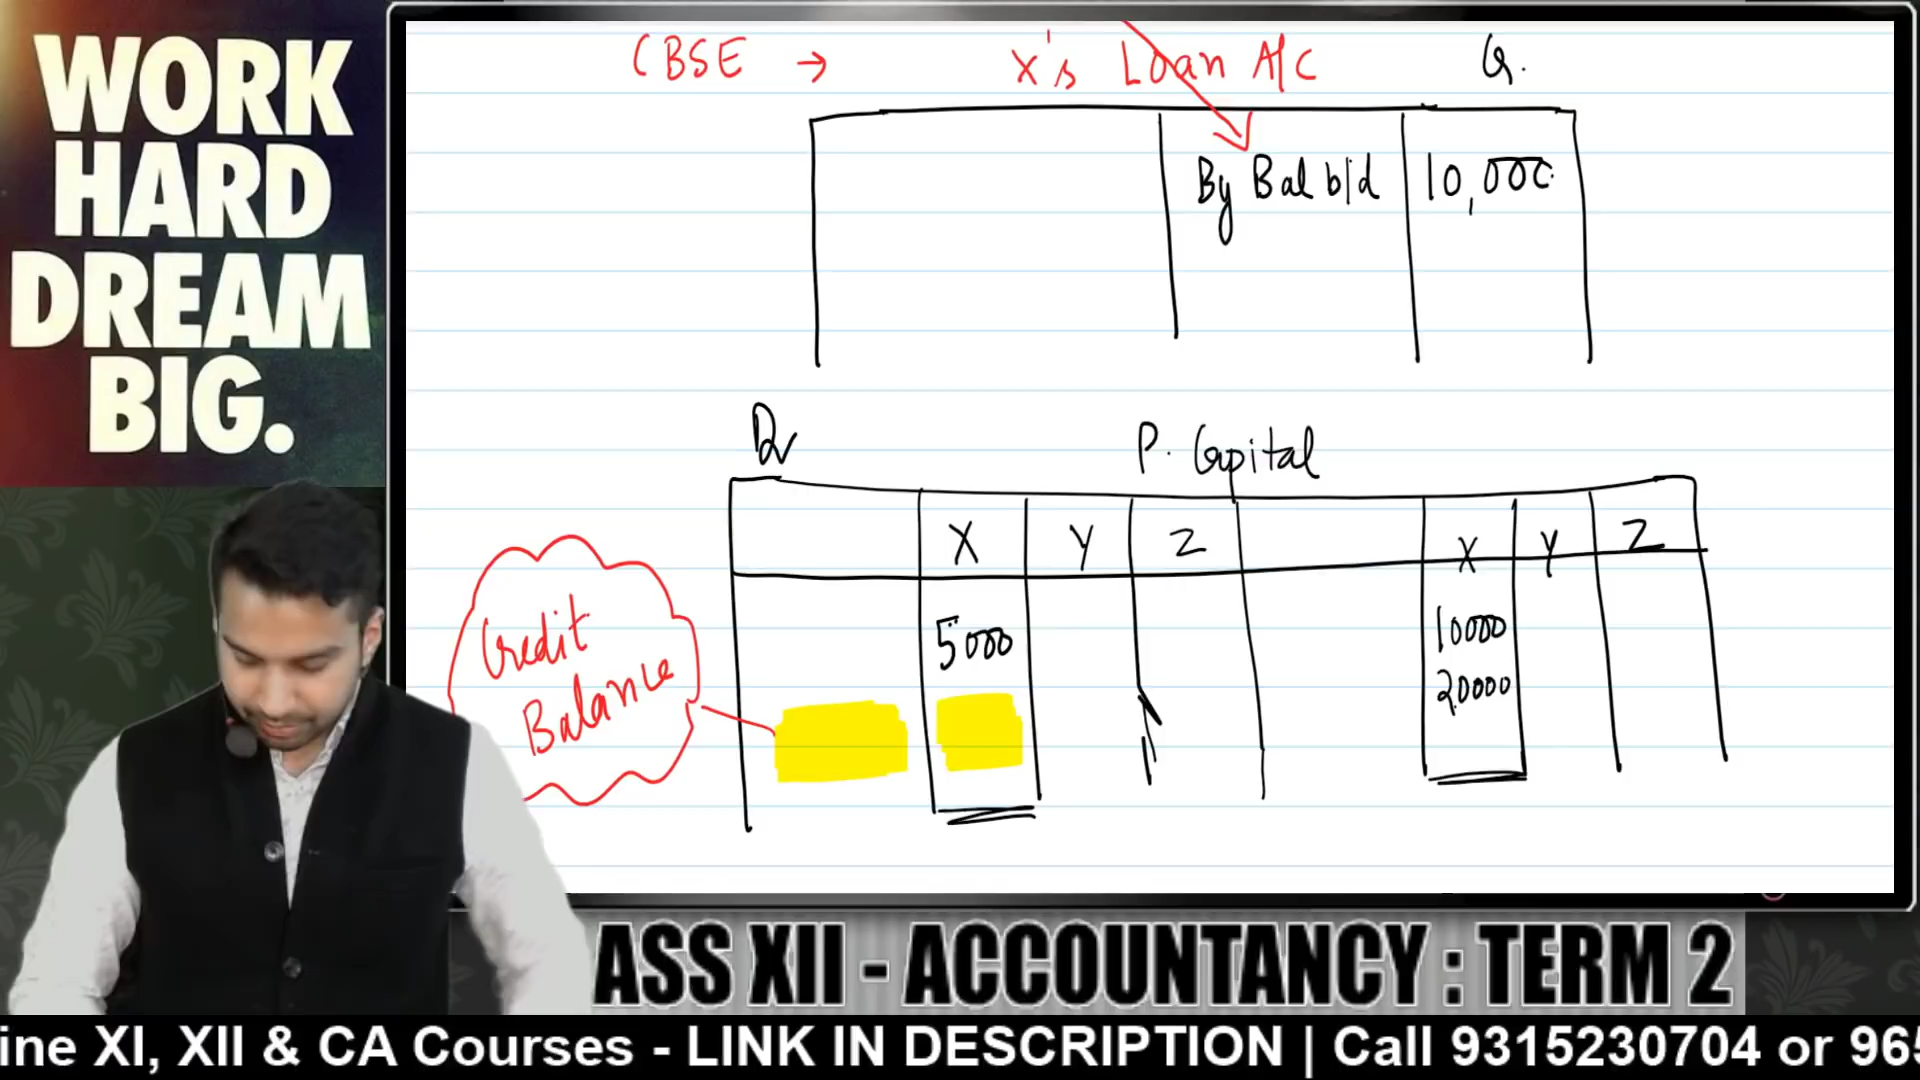 WORK
HARD
DREAM
BIG.
CBSE → X's Loan A/C Cr.
By Bal b/d 10,000
Dr P. Capital
X Y Z X Y Z
5000 10000
20000
Credit
Balance
ASS XII - ACCOUNTANCY : TERM 2
ine XI, XII & CA Courses - LINK IN DESCRIPTION | Call 9315230704 or 965